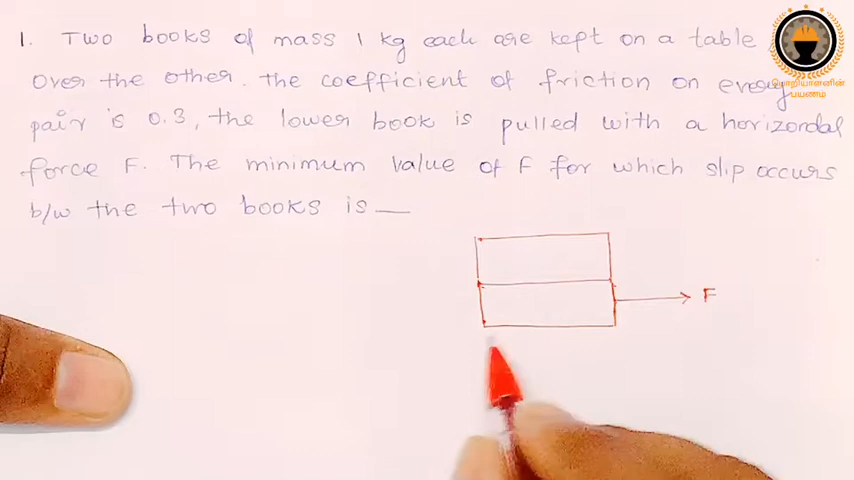 1. Two books of mass 1 kg each are kept on a table
over the other. The coefficient of friction on every
pair is 0.3, the lower book is pulled with a horizondal
force F. The minimum value of F for which slip occurs
b/w the two books is —
F
பொறியாளனின்
பயணம்